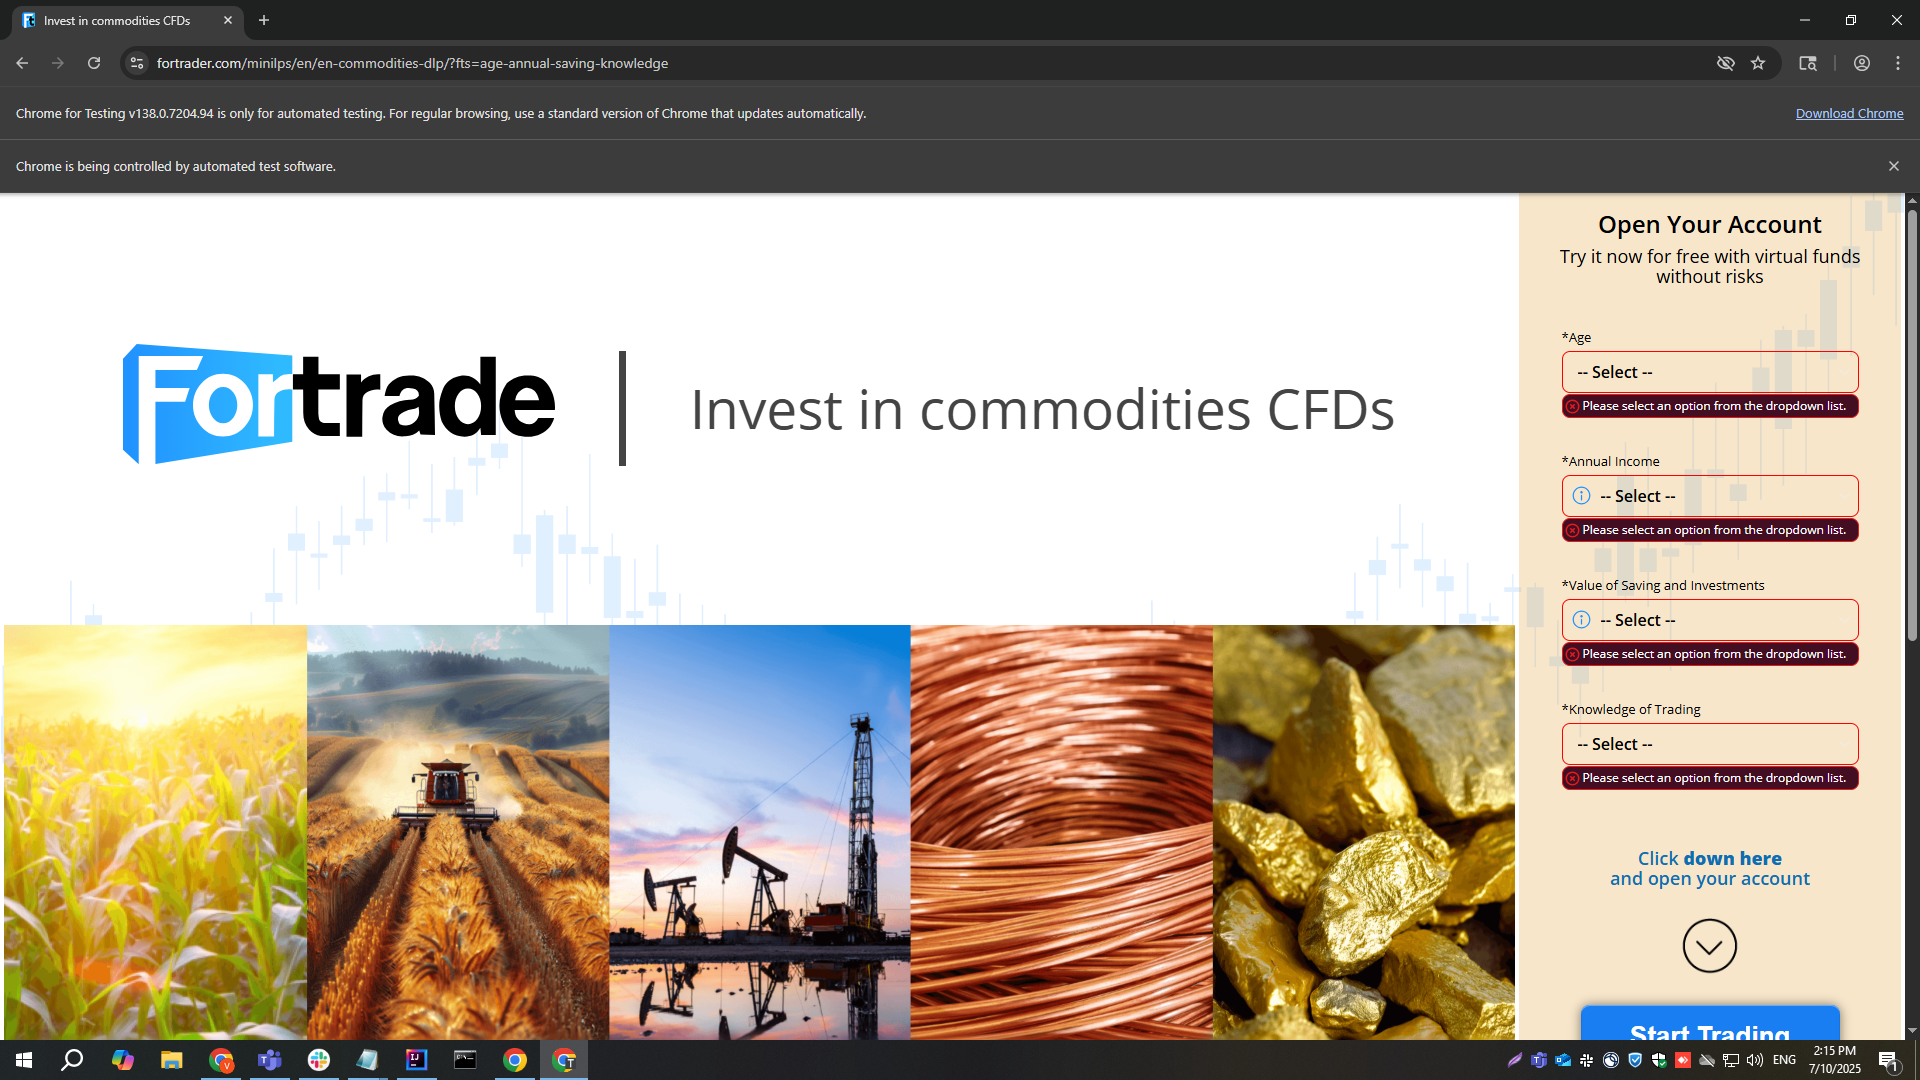 Invest in commodities CFDs
fortrader.com/minilps/en/en-commodities-dlp/?fts=age-annual-saving-knowledge
Chrome for Testing v138.0.7204.94 is only for automated testing. For regular browsing, use a standard version of Chrome that updates automatically.
Download Chrome
Chrome is being controlled by automated test software.
Fortrade
Invest in commodities CFDs
Open Your Account
Try it now for free with virtual funds
without risks
*Age
-- Select --
Please select an option from the dropdown list.
*Annual Income
-- Select --
Please select an option from the dropdown list.
*Value of Saving and Investments
-- Select --
Please select an option from the dropdown list.
*Knowledge of Trading
-- Select --
Please select an option from the dropdown list.
Click down here
and open your account
Start Trading
ENG
2:15 PM
7/10/2025
1